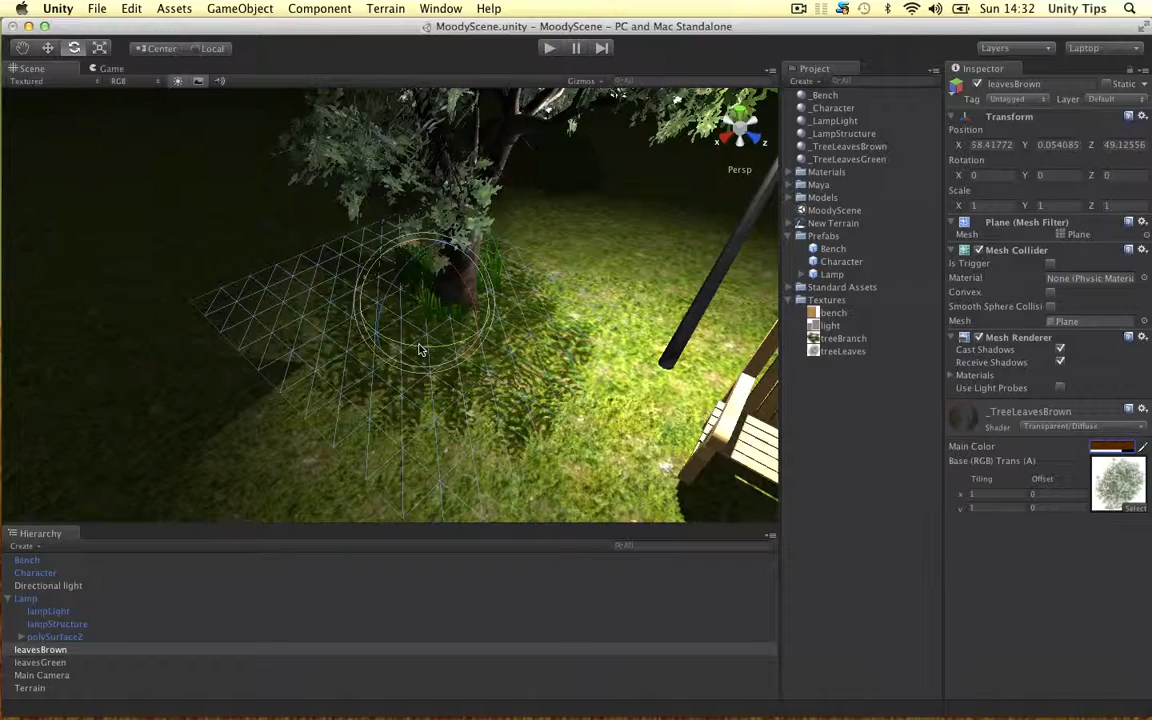 Unity File Edit Assets GameObject Component Terrain Window Help Sun 14:32 Unity Tips
MoodyScene.unity - MoodyScene - PC and Mac Standalone
Center Local Layers Laptop
Scene Game Project Inspector
Textured RGB Gizmos All Create All
leavesBrown Static
Tag Untagged Layer Default
Transform
Position
X 58.41772 Y 0.054085 Z 49.12556
Rotation
X 0 Y 0 Z 0
Scale
X 1 Y 1 Z 1
Plane (Mesh Filter)
Mesh Plane
Mesh Collider
Is Trigger
Material None (Physic Materia
Convex
Smooth Sphere Collisi
Mesh Plane
Mesh Renderer
Cast Shadows
Receive Shadows
Materials
Use Light Probes
_TreeLeavesBrown
Shader Transparent/Diffuse
Main Color
Base (RGB) Trans (A)
Tiling Offset
x 1 0
y 1 0
Select
_Bench
_Character
_LampLight
_LampStructure
_TreeLeavesBrown
_TreeLeavesGreen
Materials
Maya
Models
MoodyScene
New Terrain
Prefabs
Bench
Character
Lamp
Standard Assets
Textures
bench
light
treeBranch
treeLeaves
x z
Persp
Hierarchy
Create All
Bench
Character
Directional light
Lamp
lampLight
lampStructure
polySurface2
leavesBrown
leavesGreen
Main Camera
Terrain